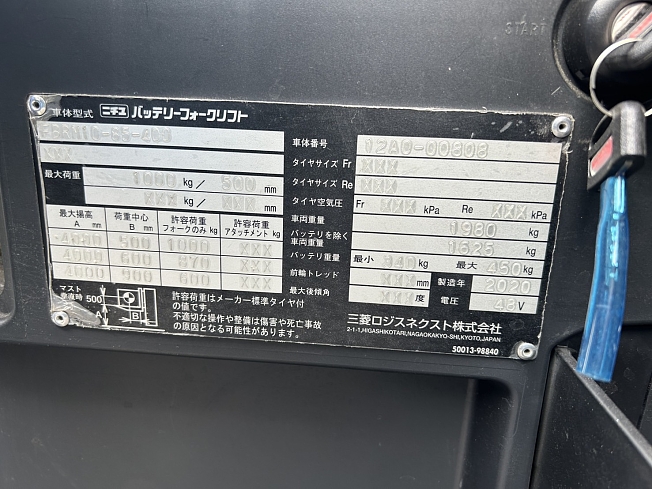 START
車体型式 ニチユ バッテリーフォークリフト
車体番号 12AC-00808
XXX
タイヤサイズ Fr XXX
タイヤサイズ Re XXX
最大荷重 1000 kg / 500 mm
XXX kg / XXX mm
タイヤ空気圧 Fr XXX kPa Re XXX kPa
車両重量 1980 kg
バッテリを除く車両重量 1625 kg
バッテリ重量 最小 340 kg 最大 450 kg
前輪トレッド XXX mm 製造年 2020
最大後傾角 XXX 度 電圧 48 V
最大揚高 A mm 荷重中心 B mm 許容荷重 フォークのみ kg 許容荷重 アタッチメント kg
4000 500 1000 XXX
4000 600 870 XXX
4000 900 600 XXX
マスト垂直時 500 A B
許容荷重はメーカー標準タイヤ付
の値です。
不適切な操作や整備は傷害や死亡事故
の原因となる可能性があります。
三菱ロジスネクスト株式会社
2-1-1,HIGASHIKOTARI,NAGAOKAKYO-SHI,KYOTO,JAPAN
50013-98840